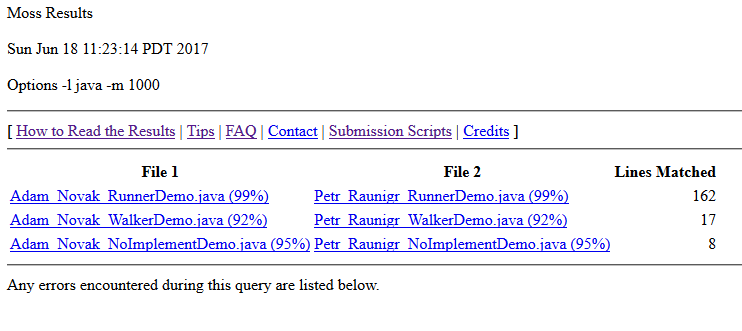 Moss Results
Sun Jun 18 11:23:14 PDT 2017
Options -l java -m 1000
[ How to Read the Results | Tips | FAQ | Contact | Submission Scripts | Credits ]
File 1 File 2 Lines Matched
Adam_Novak_RunnerDemo.java (99%) Petr_Raunigr_RunnerDemo.java (99%) 162
Adam_Novak_WalkerDemo.java (92%) Petr_Raunigr_WalkerDemo.java (92%) 17
Adam_Novak_NoImplementDemo.java (95%) Petr_Raunigr_NoImplementDemo.java (95%) 8
Any errors encountered during this query are listed below.